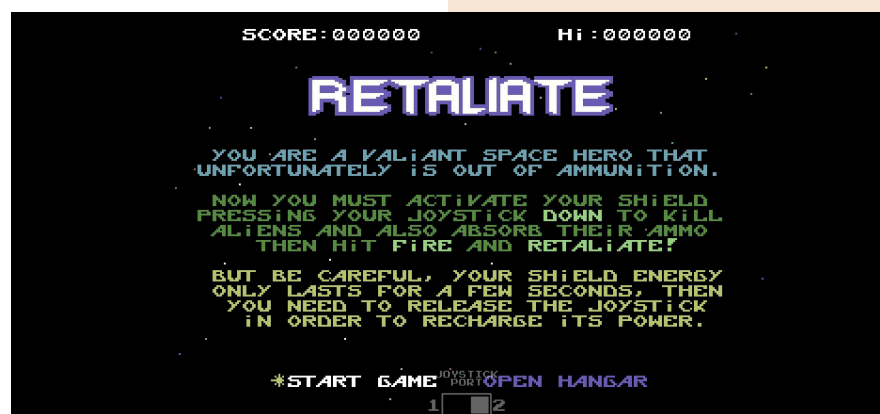 SCORE:000000 Hi:000000
RETALIATE
YOU ARE A VALiANT SPACE HERO THAT
UNFORTUNATELY iS OUT OF AMMUNiTiON.
NOW YOU MUST ACTiVATE YOUR SHiELD
PRESSiNG YOUR JOYSTiCK DOWN TO KiLL
ALiENS AND ALSO ABSORB THEiR AMMO
THEN HiT FiRE AND RETALiATE!
BUT BE CAREFUL, YOUR SHiELD ENERGY
ONLY LASTS FOR A FEW SECONDS, THEN
YOU NEED TO RELEASE THE JOYSTiCK
iN ORDER TO RECHARGE iTS POWER.
*START GAME JOYSTICK PORT OPEN HANGAR
1 2